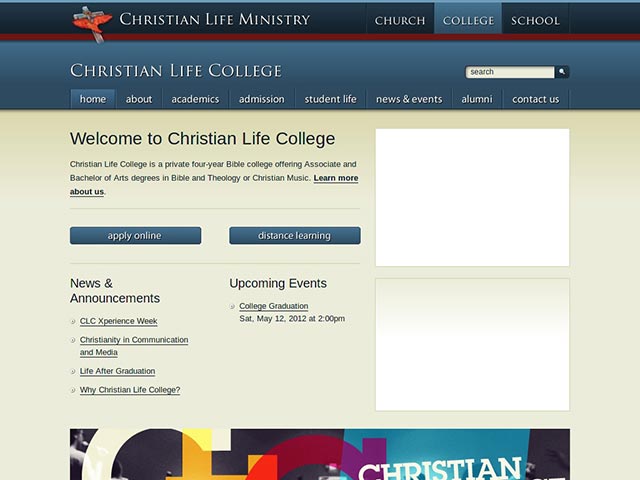 CHRISTIAN LIFE MINISTRY
CHURCH COLLEGE SCHOOL
CHRISTIAN LIFE COLLEGE
search
home about academics admission student life news & events alumni contact us
Welcome to Christian Life College
Christian Life College is a private four-year Bible college offering Associate and
Bachelor of Arts degrees in Bible and Theology or Christian Music. Learn more
about us.
apply online distance learning
News &
Announcements
CLC Xperience Week
Christianity in Communication
and Media
Life After Graduation
Why Christian Life College?
Upcoming Events
College Graduation
Sat, May 12, 2012 at 2:00pm
CHRISTIAN